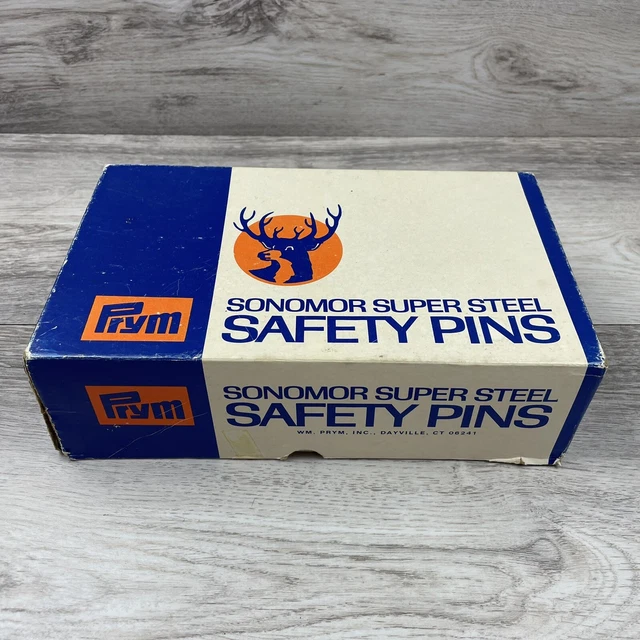 Prym
SONOMOR SUPER STEEL
SAFETY PINS
Prym
SONOMOR SUPER STEEL
SAFETY PINS
WM. PRYM, INC., DAYVILLE, CT 06241